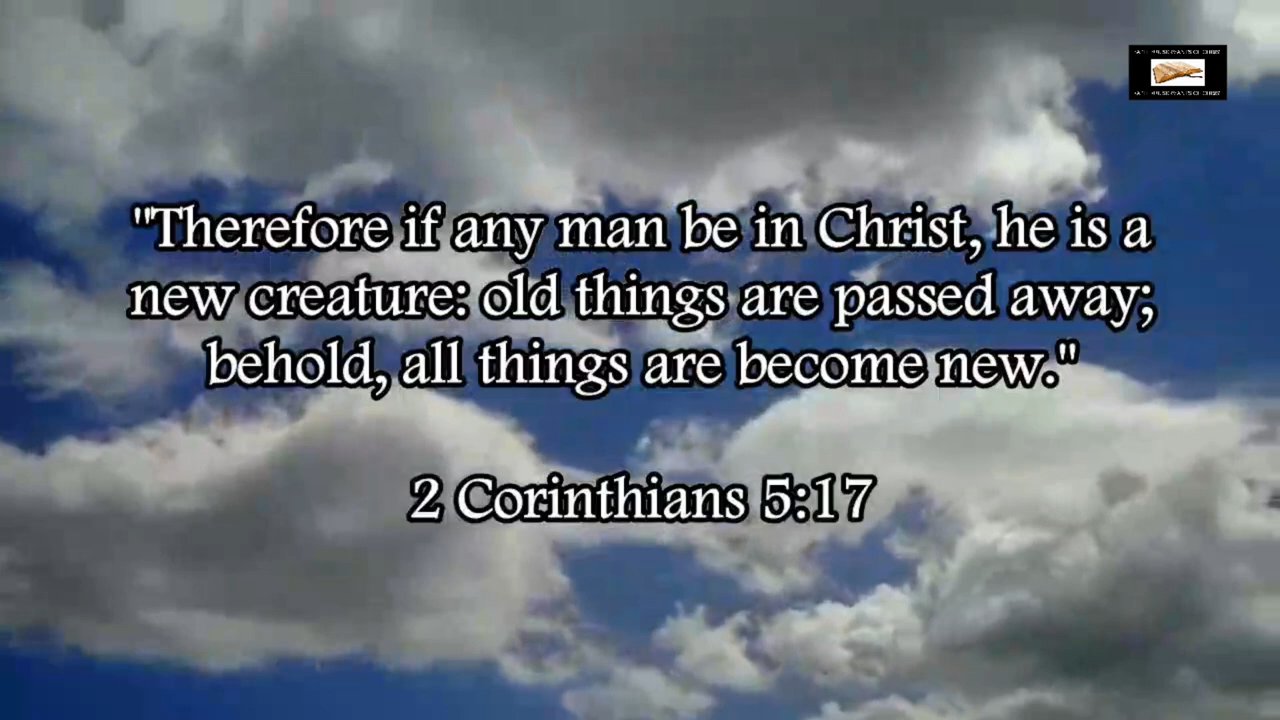 "Therefore if any man be in Christ, he is a
new creature: old things are passed away;
behold, all things are become new."
2 Corinthians 5:17